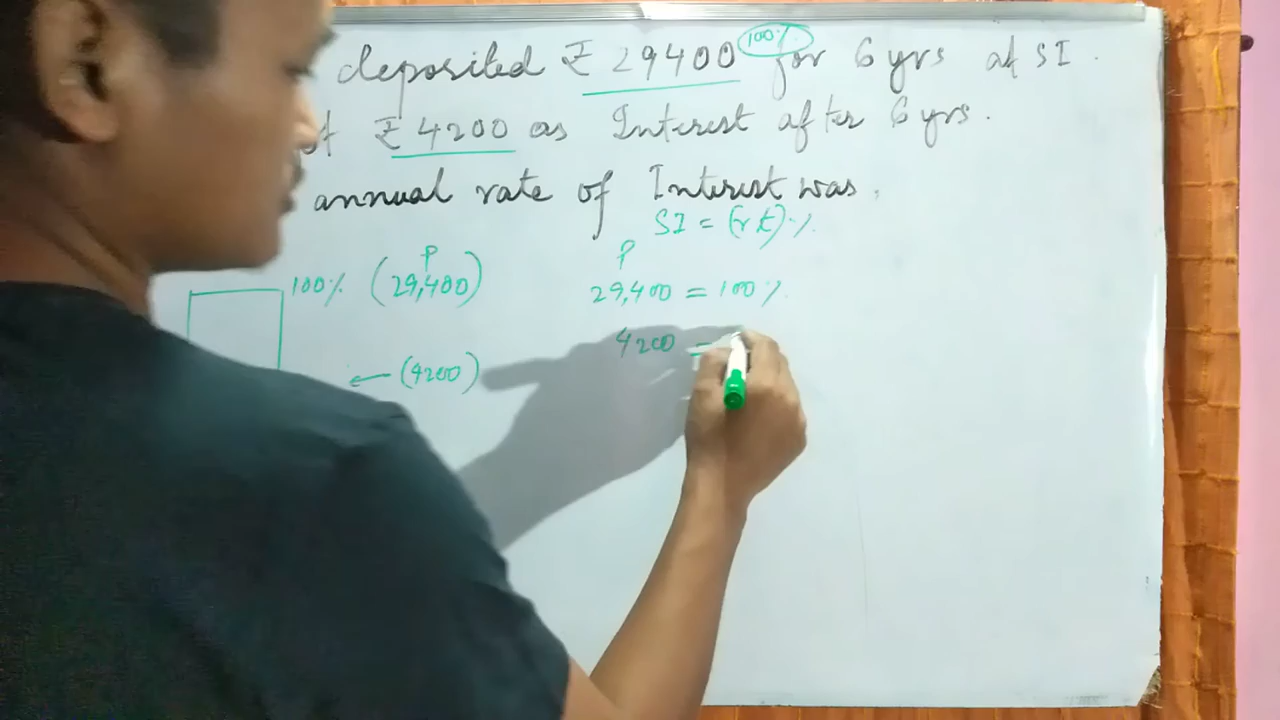 deposited ₹ 29400 100% for 6 yrs at SI.
₹ 4200 as Interest after 6 yrs.
annual rate of Interest was.
SI = (rt)%.
P
100% (29,400)
← (4200)
P
29,400 = 100%.
4200 =